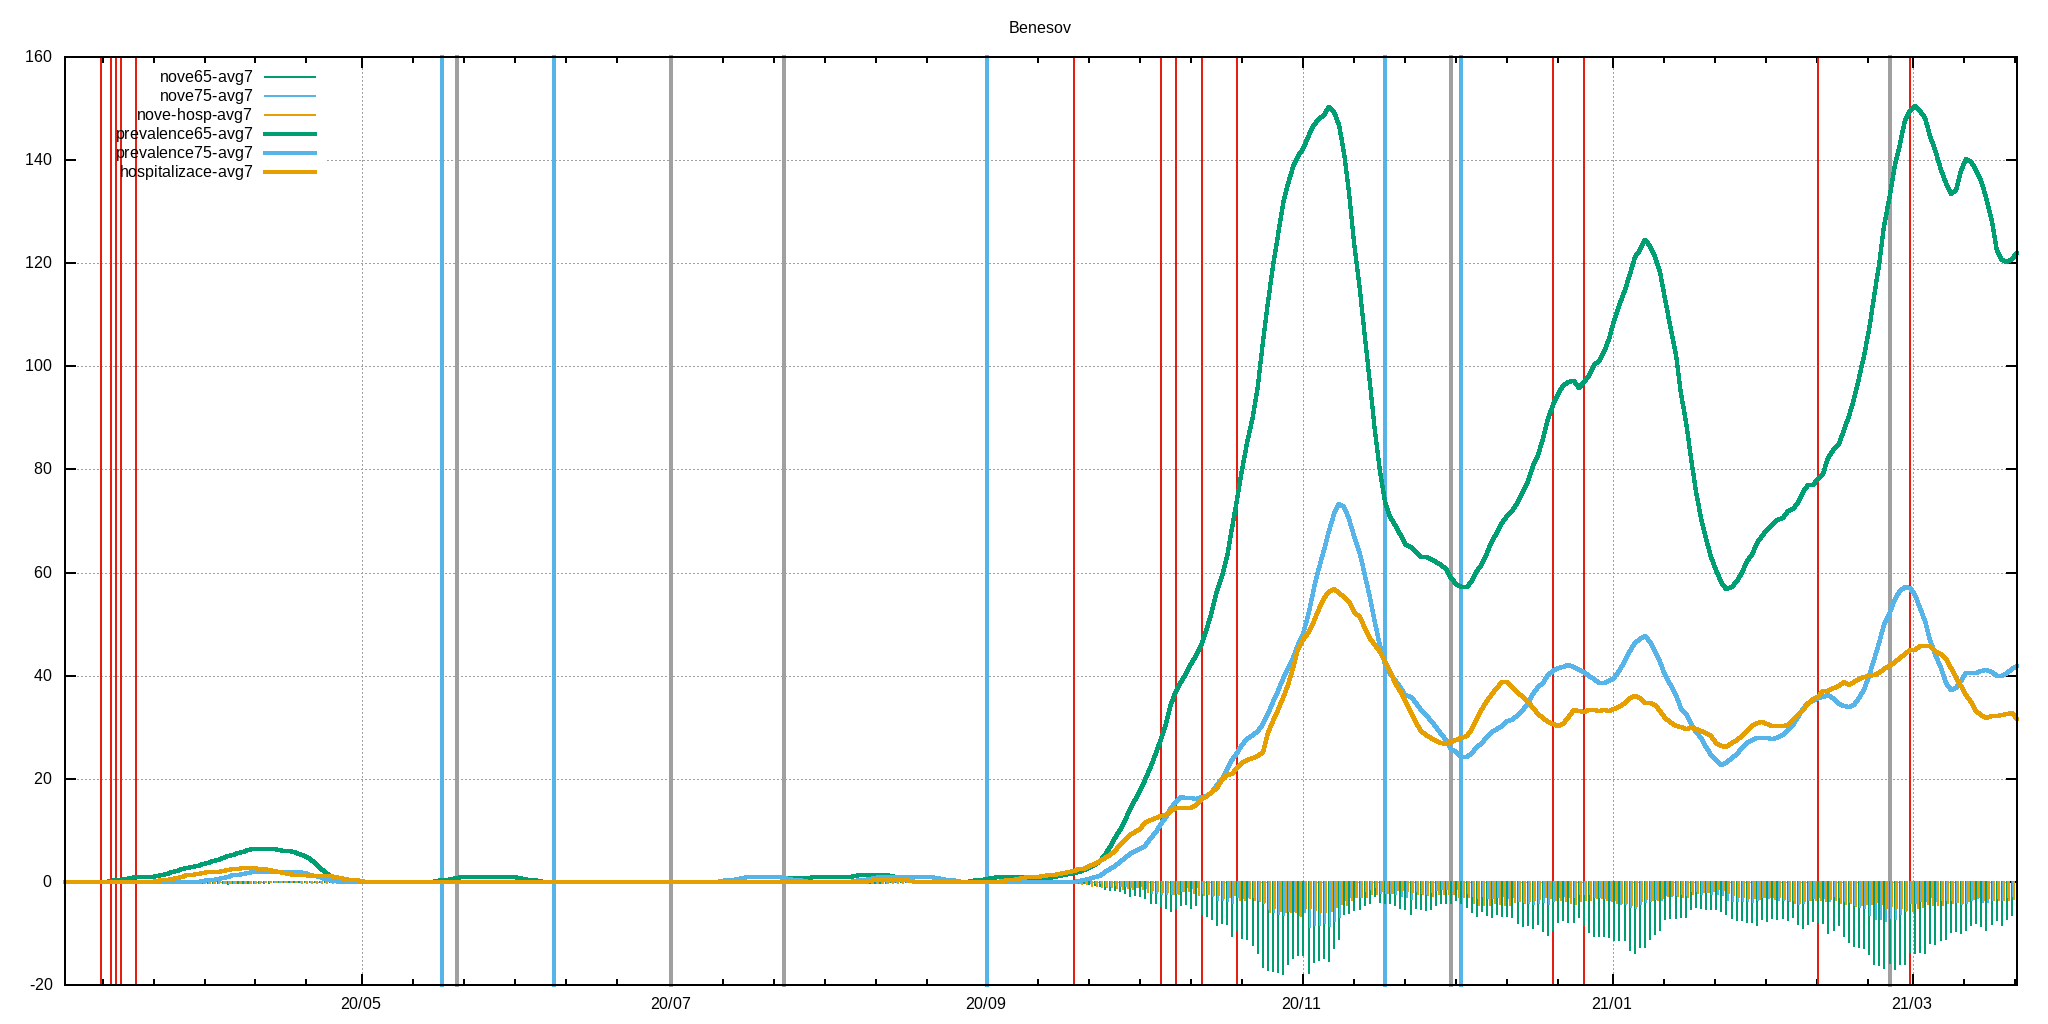 Benesov
160
140
120
100
80
60
40
20
0
-20
nove65-avg7
nove75-avg7
nove-hosp-avg7
prevalence65-avg7
prevalence75-avg7
hospitalizace-avg7
20/05 20/07 20/09 20/11 21/01 21/03